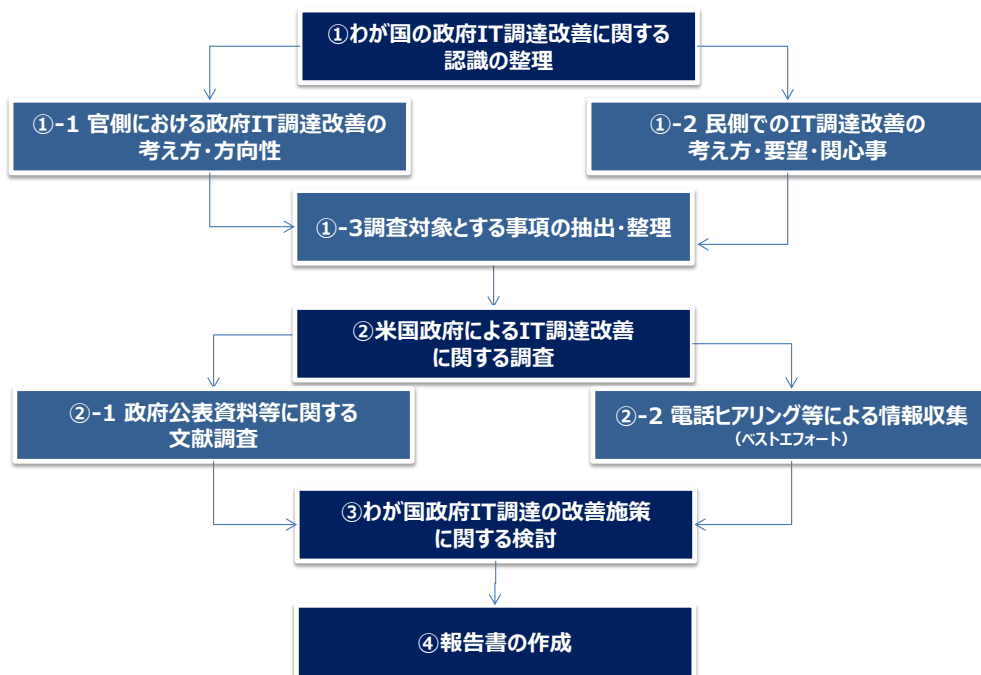 ①わが国の政府IT調達改善に関する
認識の整理
①-1 官側における政府IT調達改善の
考え方・方向性
①-2 民側でのIT調達改善の
考え方・要望・関心事
①-3調査対象とする事項の抽出・整理
②米国政府によるIT調達改善
に関する調査
②-1 政府公表資料等に関する
文献調査
②-2 電話ヒアリング等による情報収集
（ベストエフォート）
③わが国政府IT調達の改善施策
に関する検討
④報告書の作成